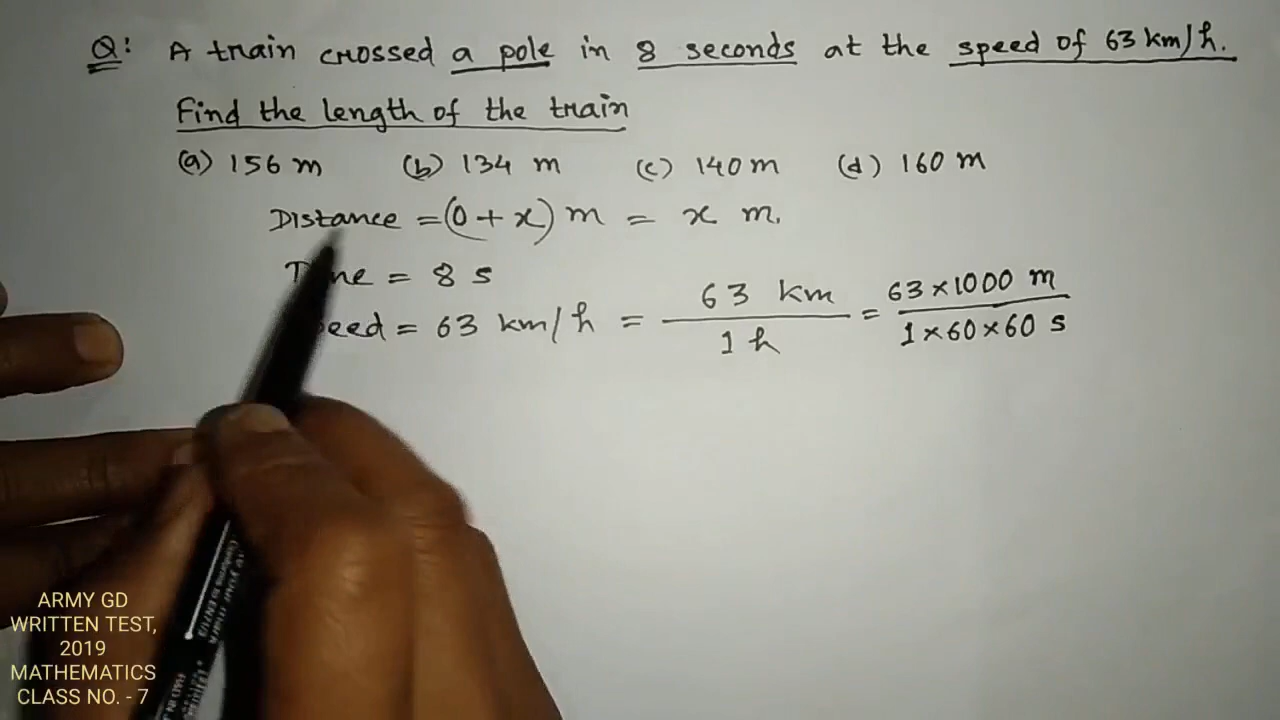 Q: A train crossed a pole in 8 seconds at the speed of 63 km/h.
Find the length of the train
(a) 156 m (b) 134 m (c) 140 m (d) 160 m
Distance = (0 + x) m = x m.
= 8 s
= 63 km/h = 63 km / 1 h = 63 × 1000 m / 1 × 60 × 60 s
ARMY GD
WRITTEN TEST,
2019
MATHEMATICS
CLASS NO. - 7